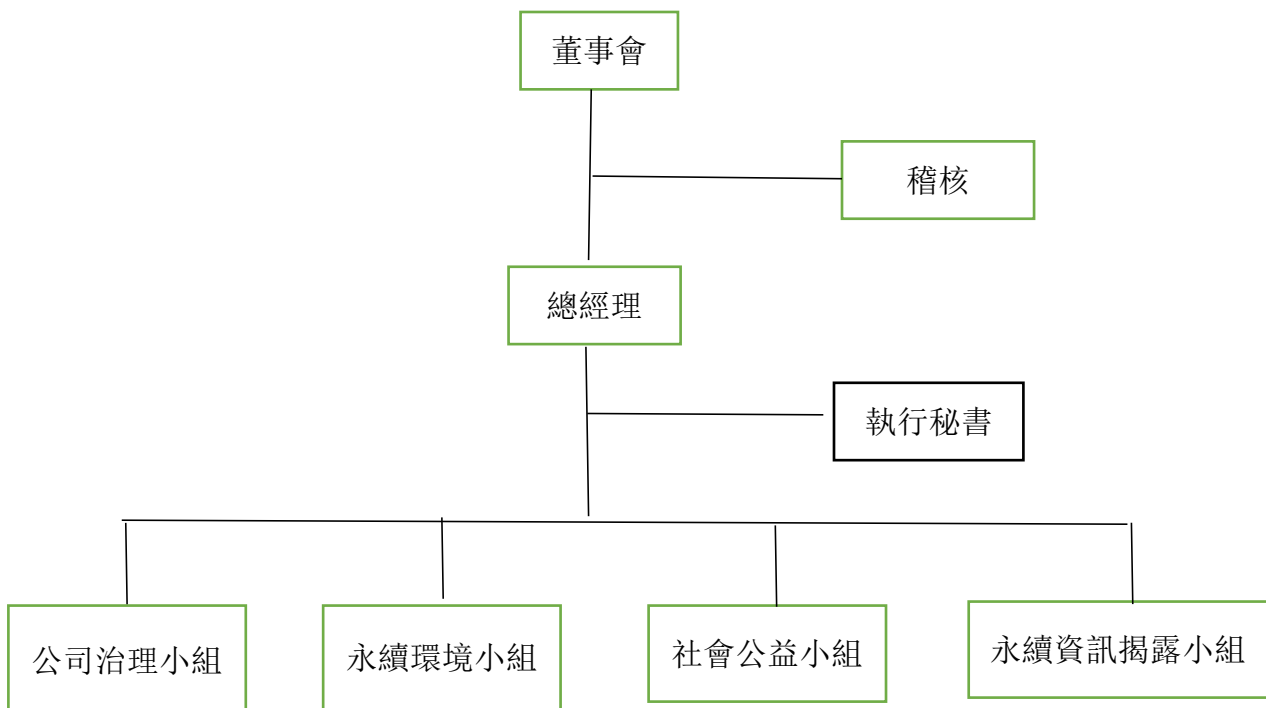 董事會
稽核
總經理
執行秘書
公司治理小組
永續環境小組
社會公益小組
永續資訊揭露小組